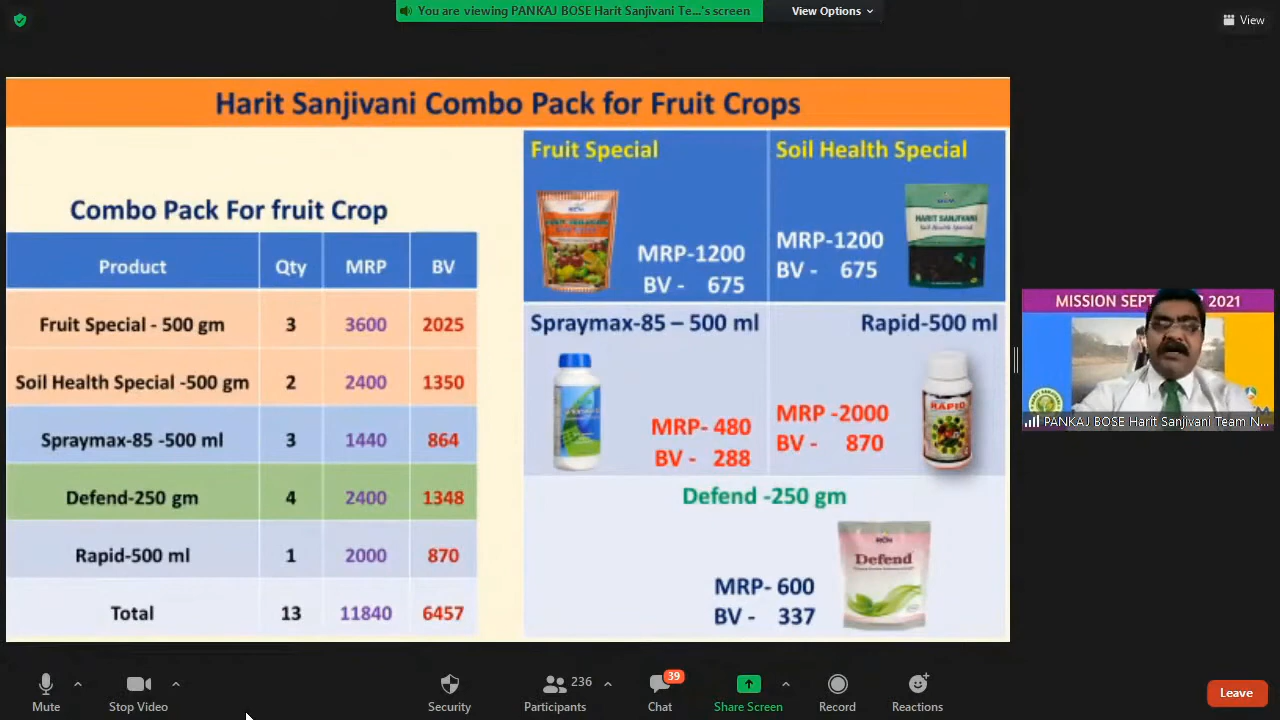 You are viewing PANKAJ BOSE Harit Sanjivani Te...'s screen
View Options
View
Harit Sanjivani Combo Pack for Fruit Crops
Combo Pack For fruit Crop
Product Qty MRP BV
Fruit Special - 500 gm 3 3600 2025
Soil Health Special -500 gm 2 2400 1350
Spraymax-85 -500 ml 3 1440 864
Defend-250 gm 4 2400 1348
Rapid-500 ml 1 2000 870
Total 13 11840 6457
Fruit Special
MRP-1200
BV - 675
Soil Health Special
HARIT SANJIVANI
Soil Health Special
MRP-1200
BV - 675
Spraymax-85 – 500 ml
MRP- 480
BV - 288
Rapid-500 ml
RAPID
MRP -2000
BV - 870
Defend -250 gm
Defend
MRP- 600
BV - 337
MISSION SEPT 2021
PANKAJ BOSE Harit Sanjivani Team N...
Mute
Stop Video
Security
236
Participants
39
Chat
Share Screen
Record
Reactions
Leave